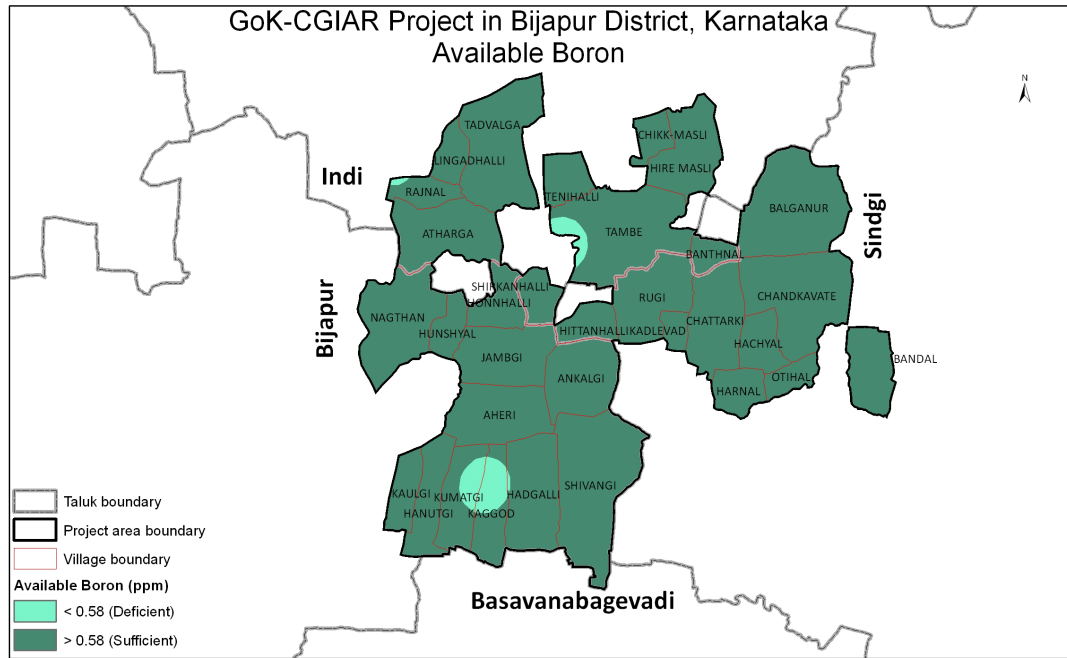 GoK-CGIAR Project in Bijapur District, Karnataka
Available Boron
N
TADVALGA
CHIKK-MASLI
LINGADHALLI
HIRE MASLI
Indi
RAJNAL
TENIHALLI
BALGANUR
Sindgi
ATHARGA
TAMBE
BANTHNAL
SHIRKANHALLI
HONNHALLI
RUGI
CHANDKAVATE
NAGTHAN
Bijapur
HUNSHYAL
HITTANHALLI
KADLEVAD
CHATTARKI
HACHYAL
JAMBGI
BANDAL
ANKALGI
OTIHAL
HARNAL
AHERI
KAULGI
KUMATGI
HADGALLI
SHIVANGI
HANUTGI
KAGGOD
Basavanabagevadi
Taluk boundary
Project area boundary
Village boundary
Available Boron (ppm)
< 0.58 (Deficient)
> 0.58 (Sufficient)